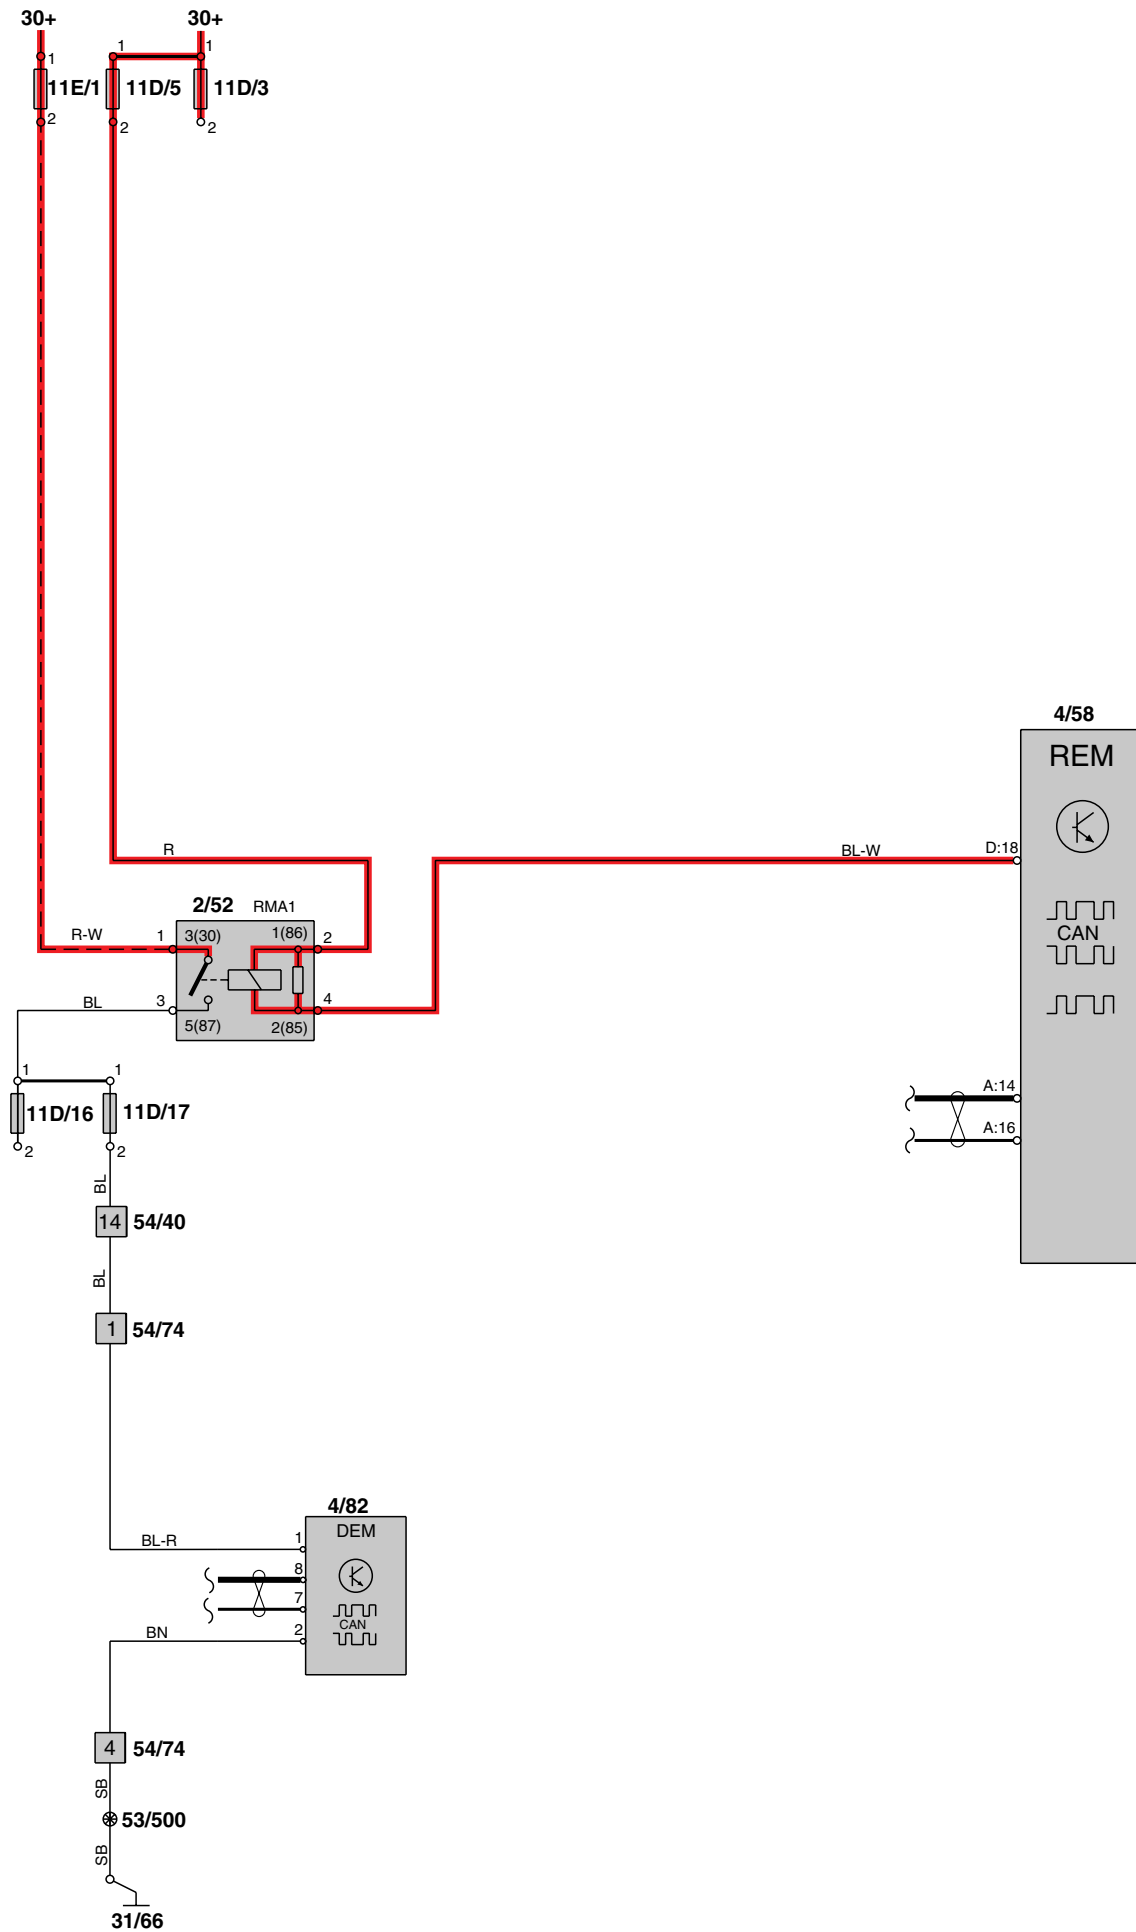 30+ 30+
1 1 1
11E/1 11D/5 11D/3
2 2 2
4/58
REM
R BL-W D:18
2/52 RMA1
CAN
R-W 1 3(30) 1(86) 2
BL 3 5(87) 2(85) 4
1 1
11D/16 11D/17
2 2
A:14
A:16
BL
14 54/40
BL
1 54/74
4/82
DEM
BL-R 1
8
7
CAN
BN 2
4 54/74
SB
53/500
SB
31/66